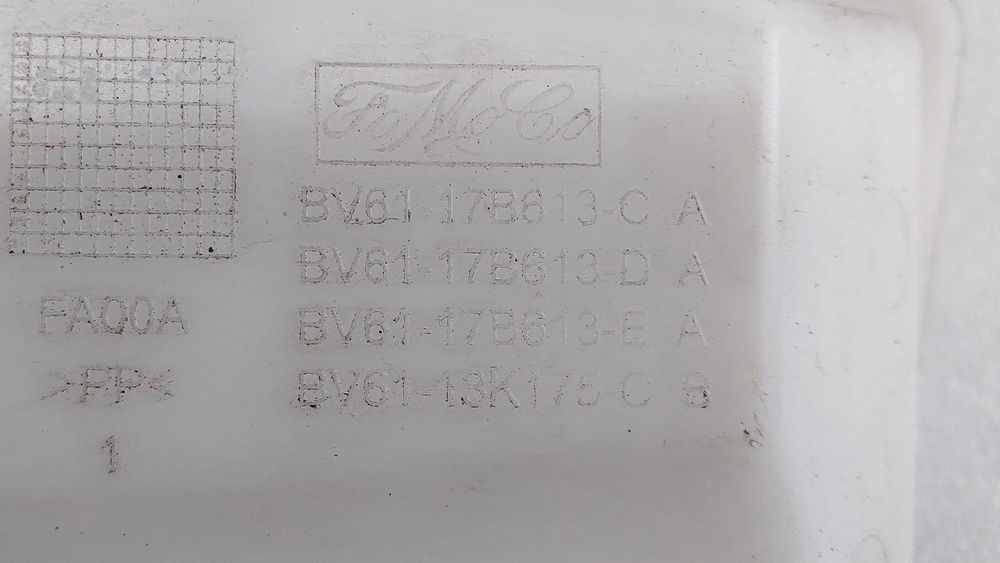 FoMoCo
BV61-17B613-C A
BV61-17B613-D A
BV61-17B613-E A
BV61-13K175-C B
FA00A
>PP<
1